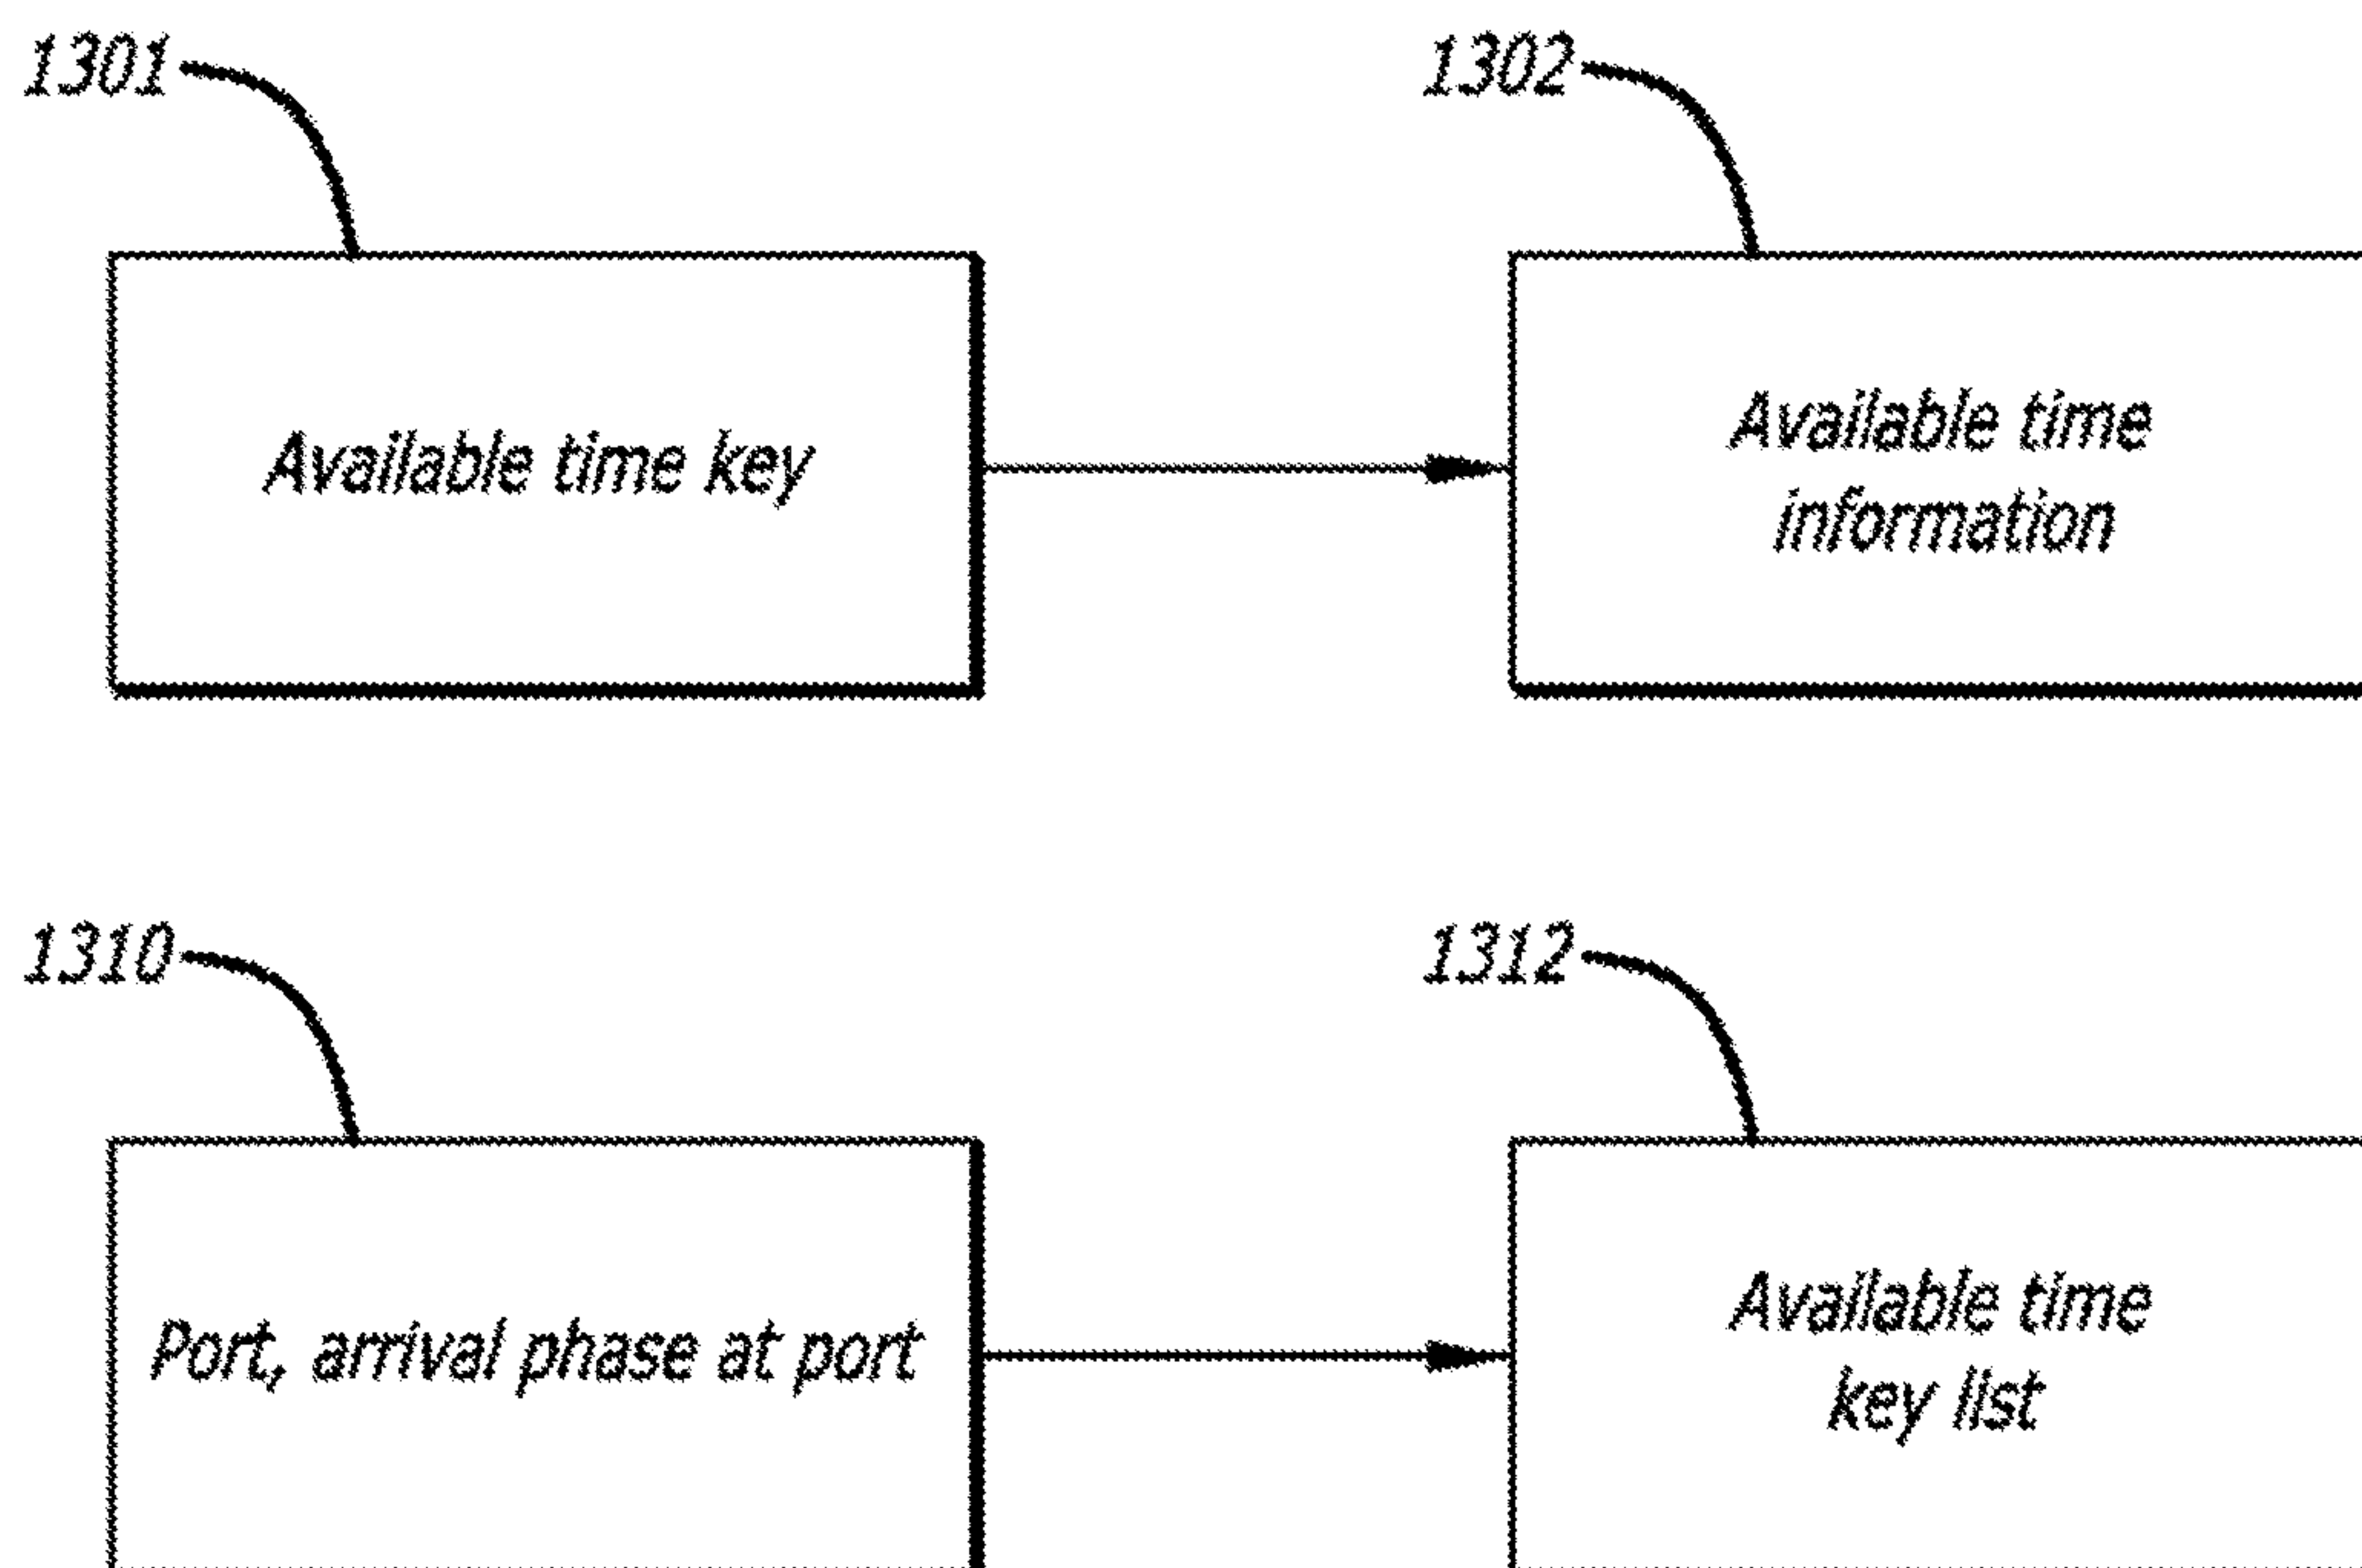 1301
1302
Available time key
Available time
information
1310
1312
Port, arrival phase at port
Available time
key list